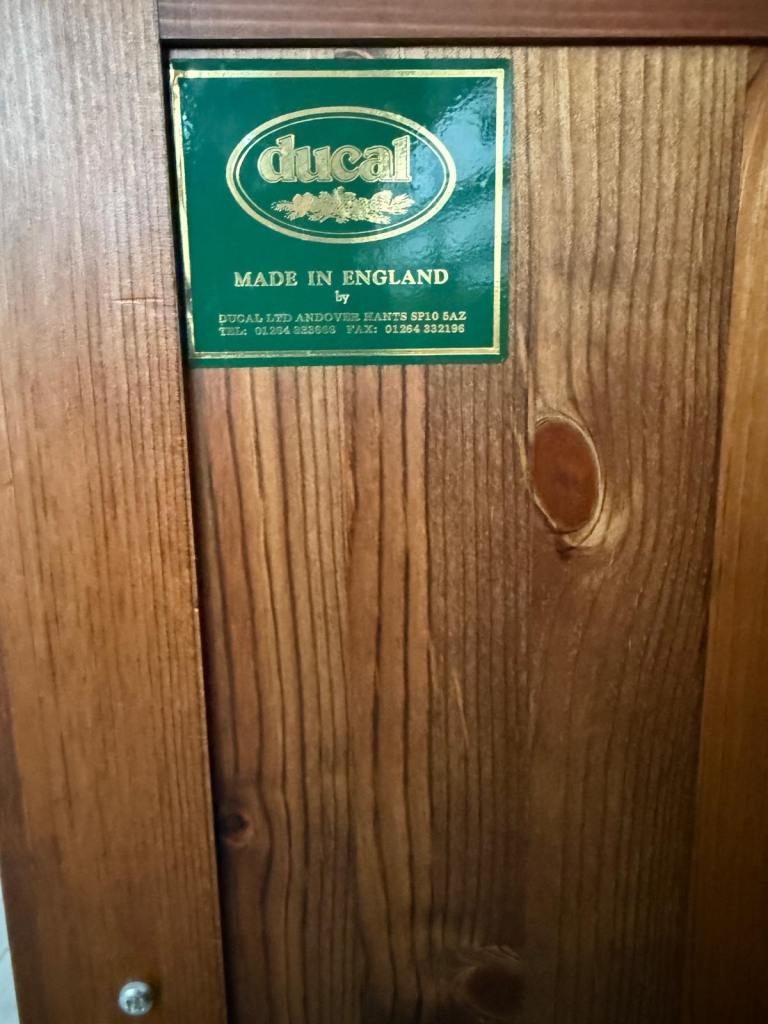 ducal
MADE IN ENGLAND
by
DUCAL LTD ANDOVER HANTS SP10 5AZ
TEL: 01264 333666 FAX: 01264 332196